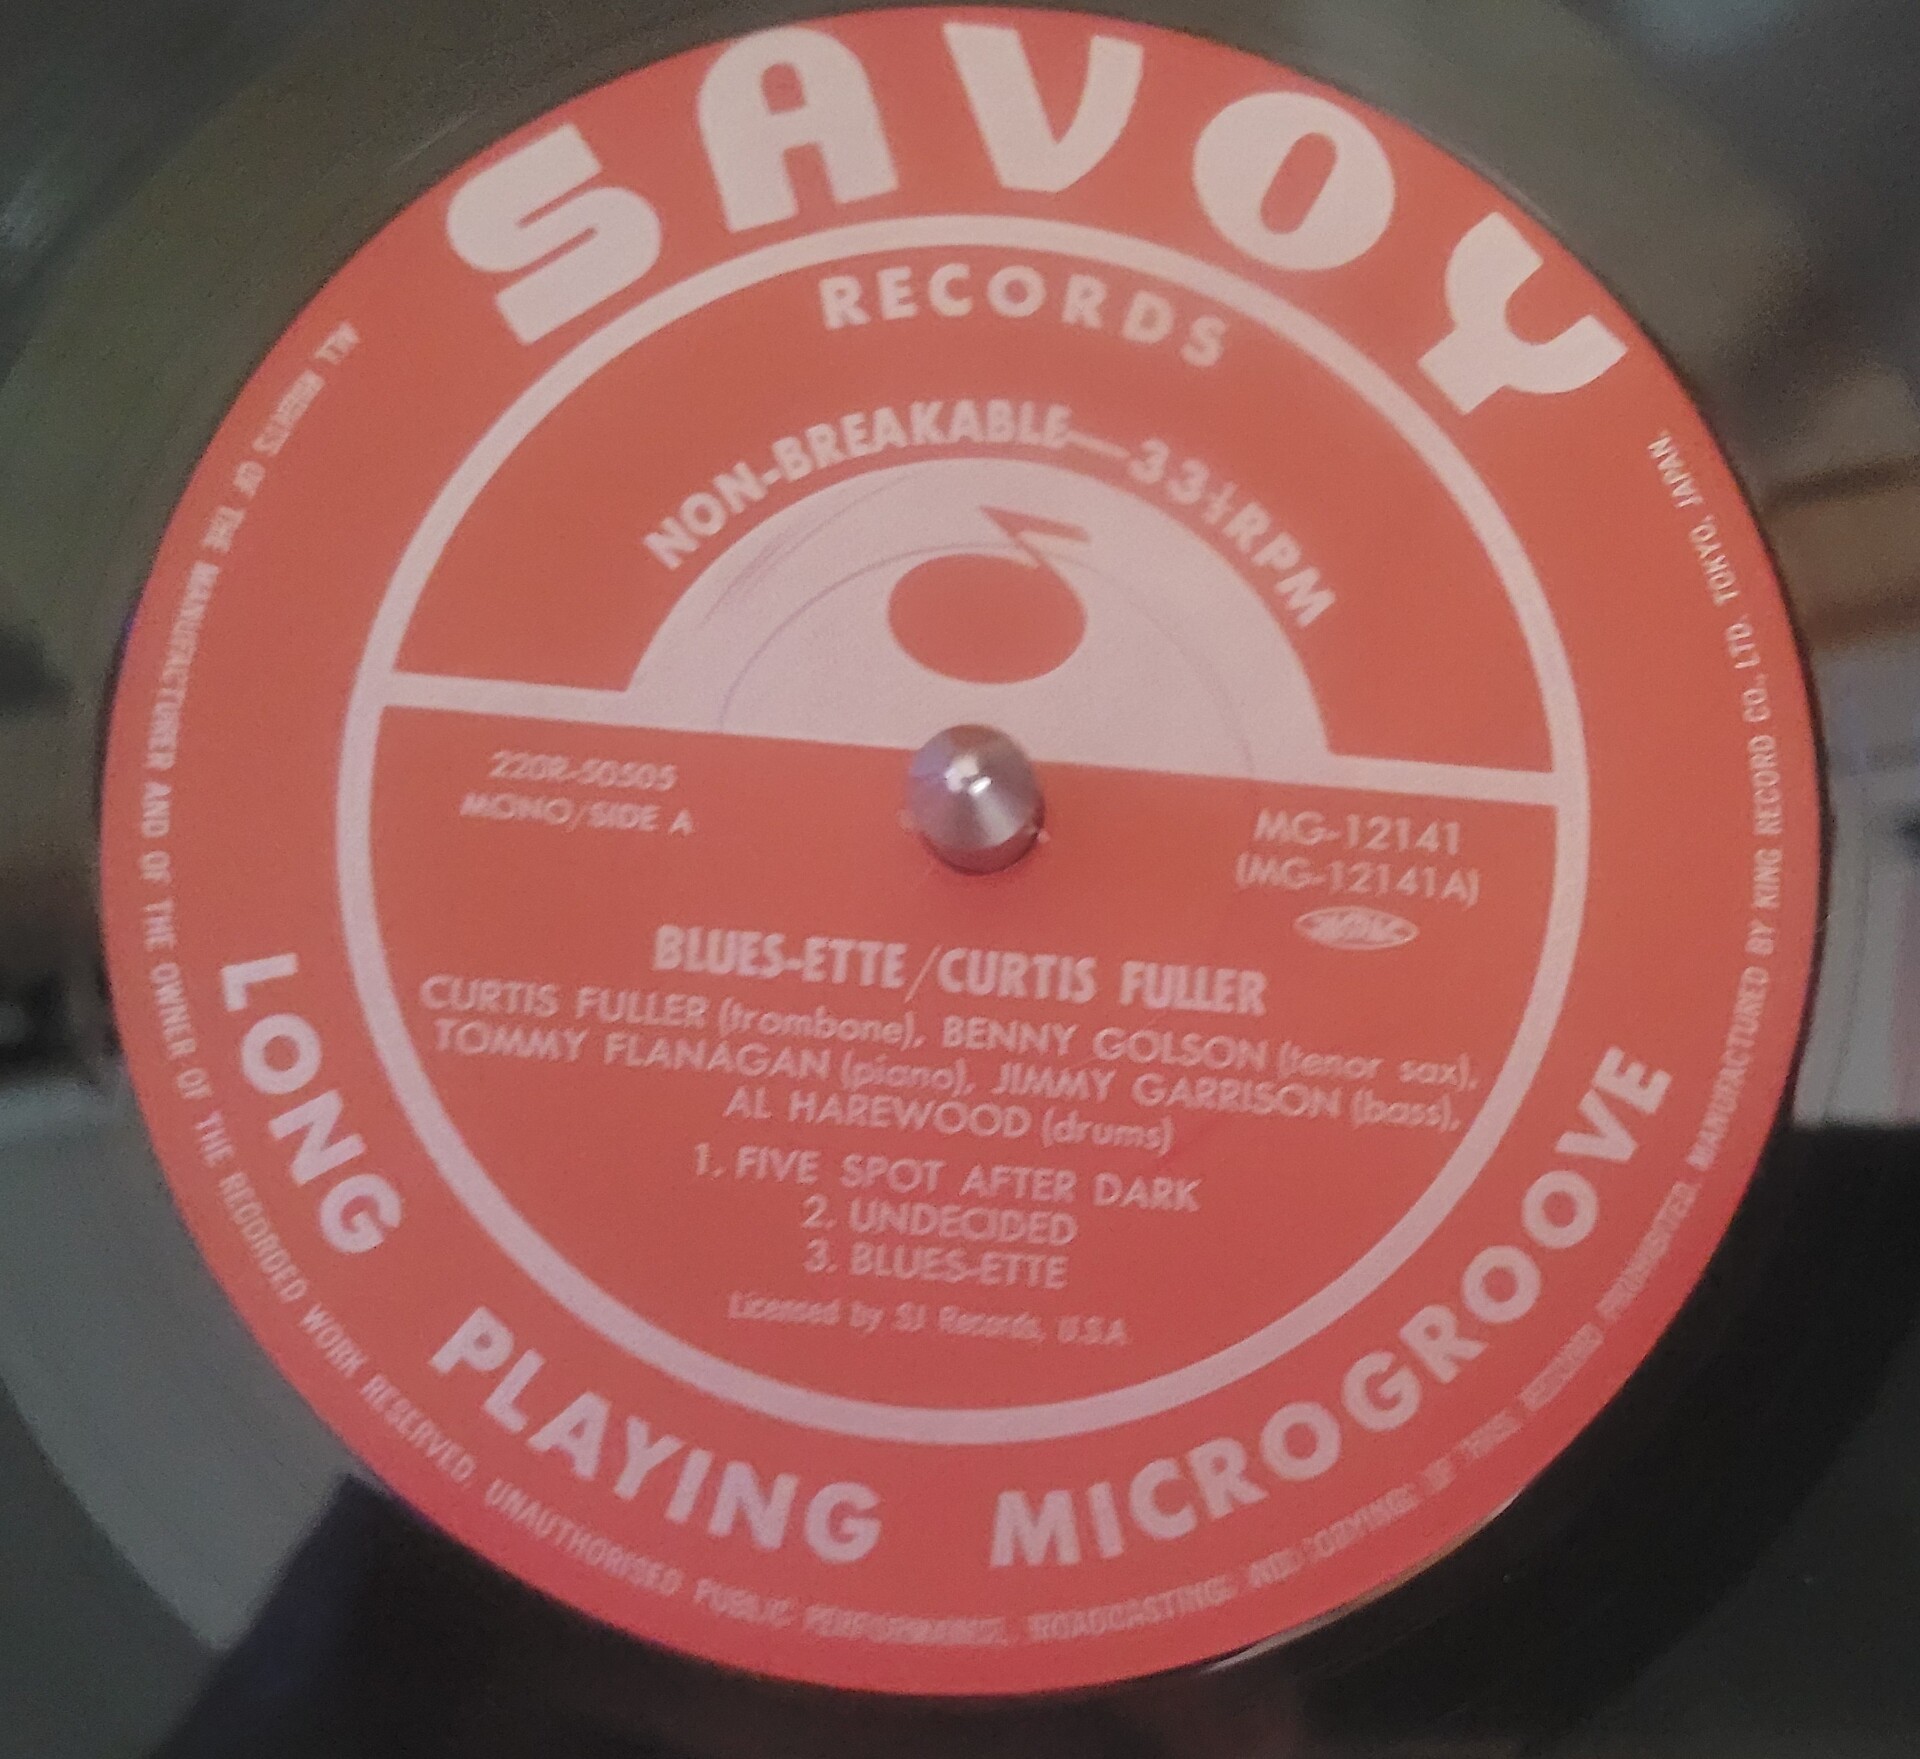 SAVOY
RECORDS
NON-BREAKABLE—33⅓RPM
220R-50505
MONO/SIDE A
MG-12141
(MG-12141A)
BLUES-ETTE/CURTIS FULLER
CURTIS FULLER (trombone), BENNY GOLSON (tenor sax),
TOMMY FLANAGAN (piano), JIMMY GARRISON (bass),
AL HAREWOOD (drums)
1. FIVE SPOT AFTER DARK
2. UNDECIDED
3. BLUES-ETTE
Licensed by SJ Records, U.S.A
LONG PLAYING MICROGROOVE
ALL RIGHTS OF THE MANUFACTURER AND OF THE OWNER OF THE RECORDED WORK RESERVED. UNAUTHORISED PUBLIC PERFORMANCE, BROADCASTING AND COPYING OF THIS RECORD PROHIBITED. MANUFACTURED BY KING RECORD CO., LTD. TOKYO, JAPAN.